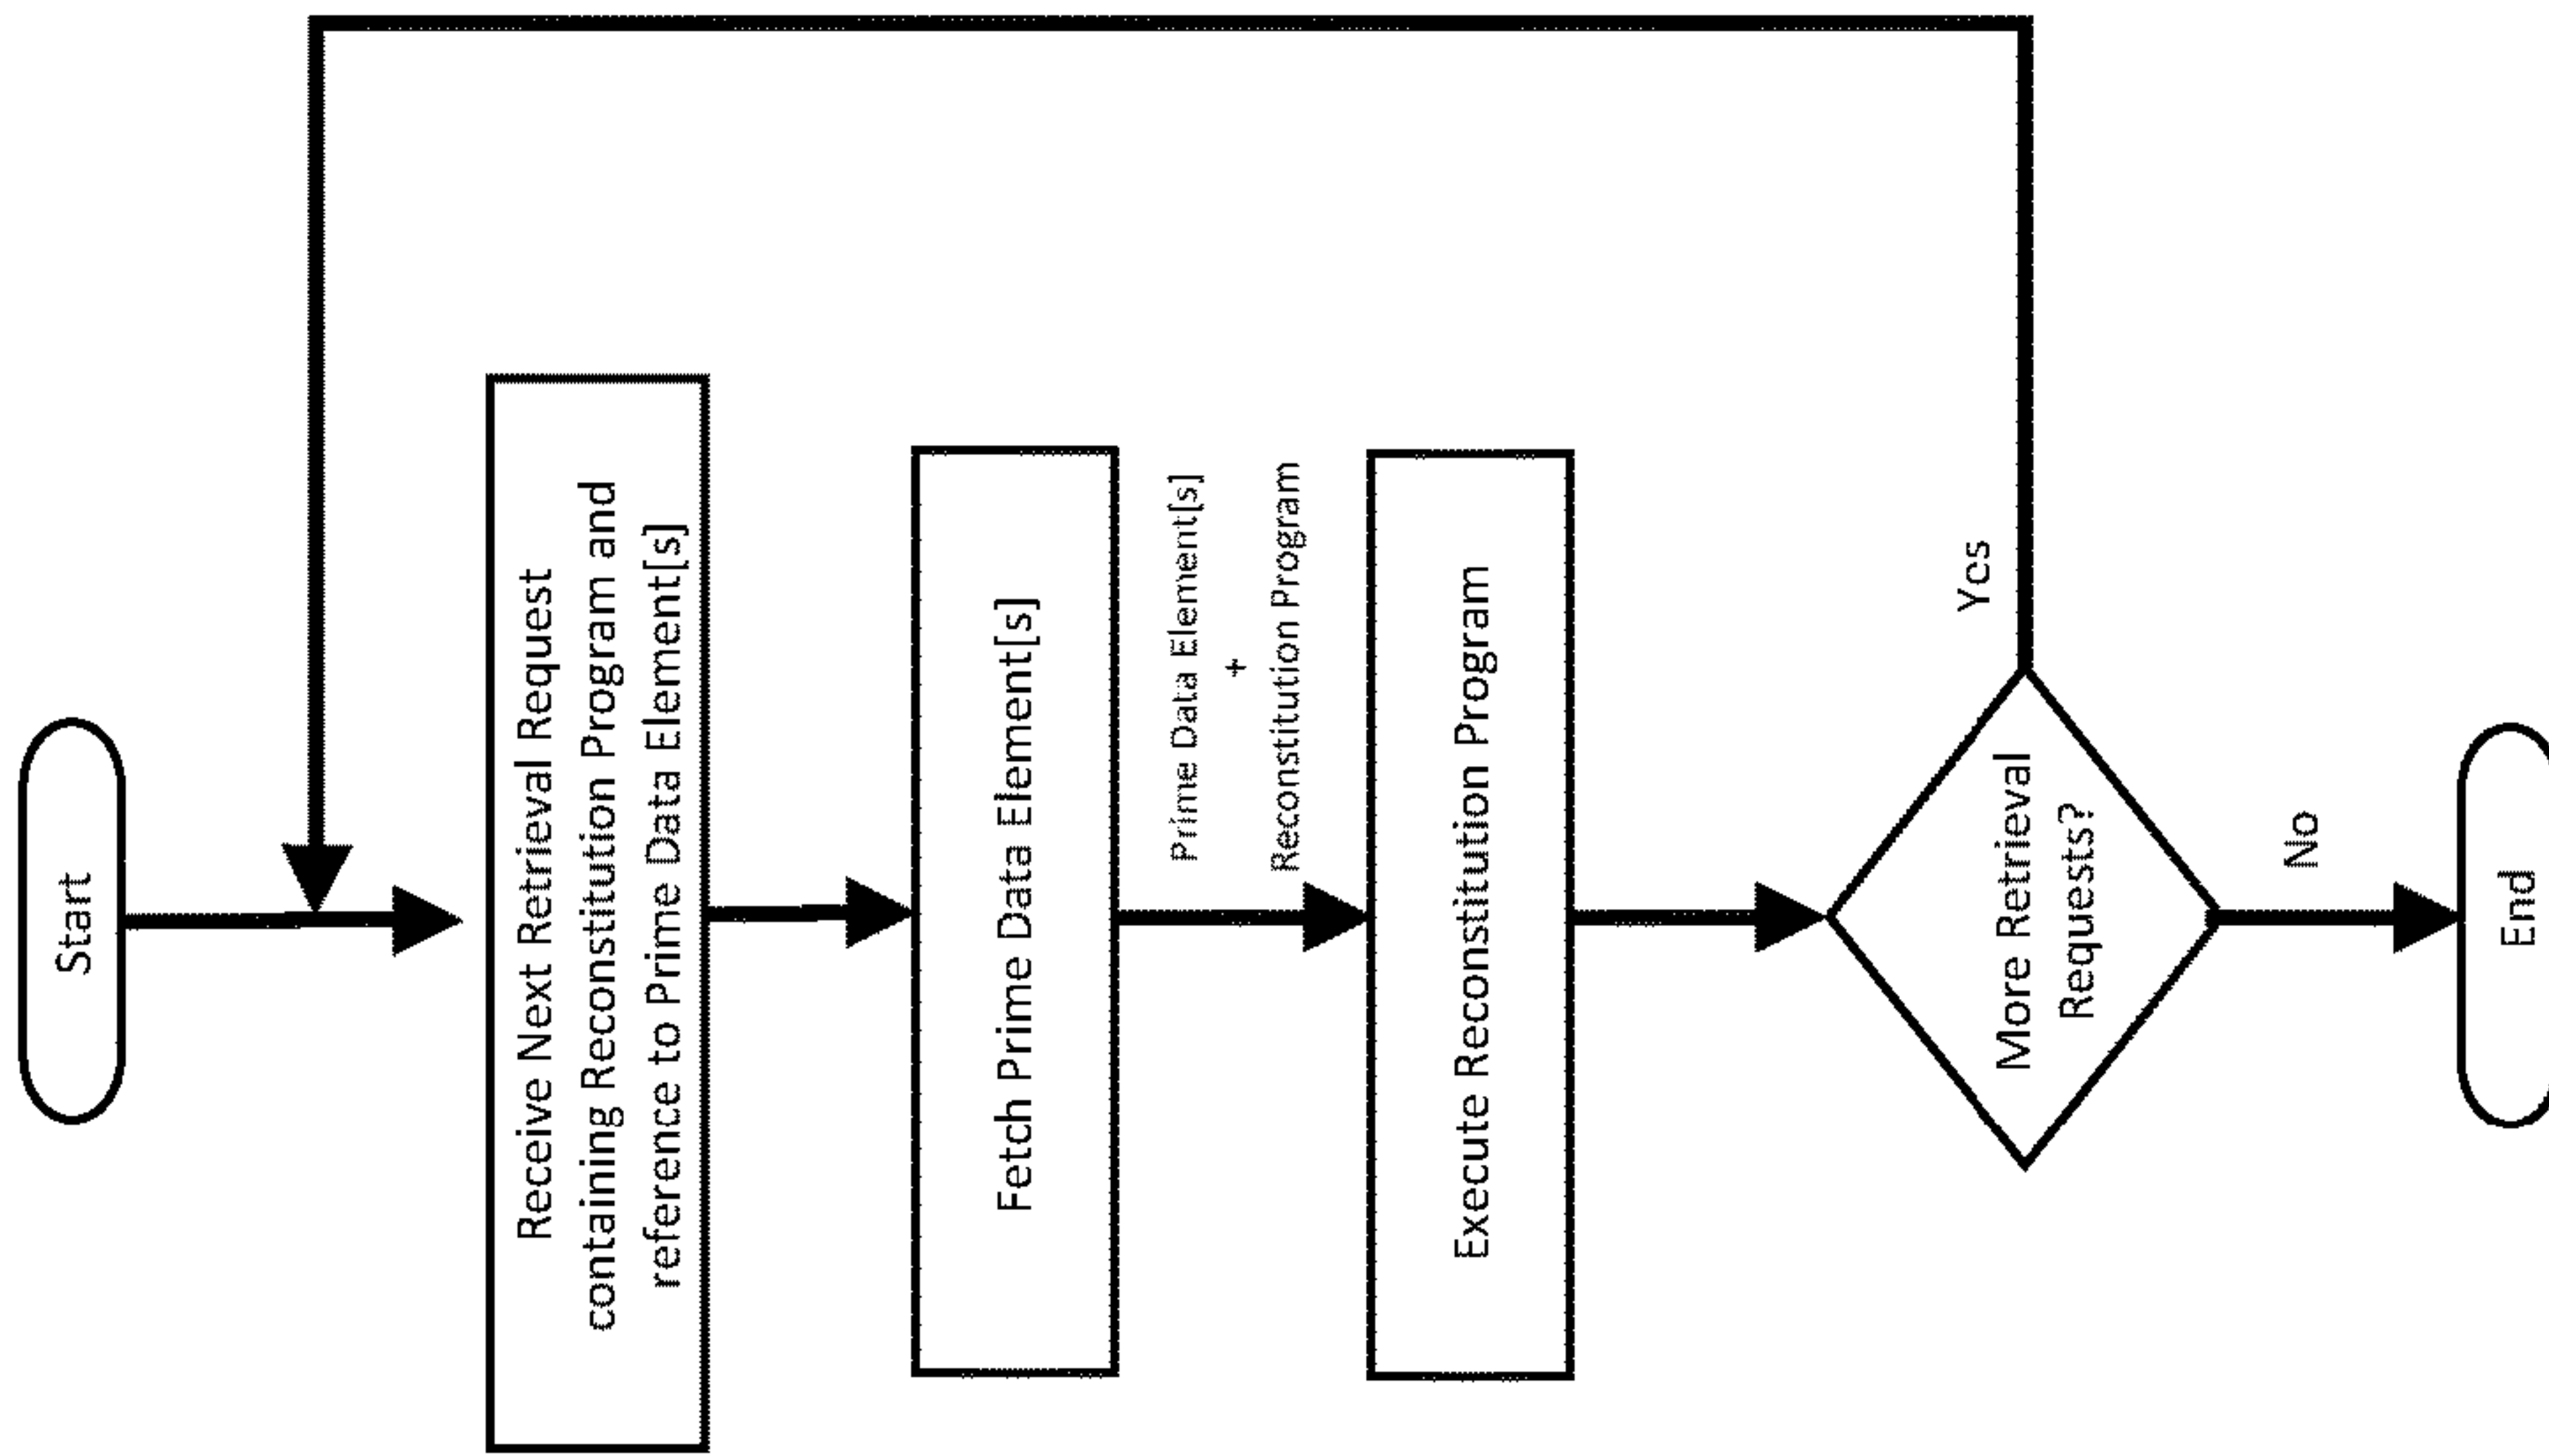 Start
Receive Next Retrieval Request
containing Reconstitution Program and
reference to Prime Data Element[s]
Fetch Prime Data Element[s]
Prime Data Element[s]
+
Reconstitution Program
Execute Reconstitution Program
More Retrieval
Requests?
Yes
No
End